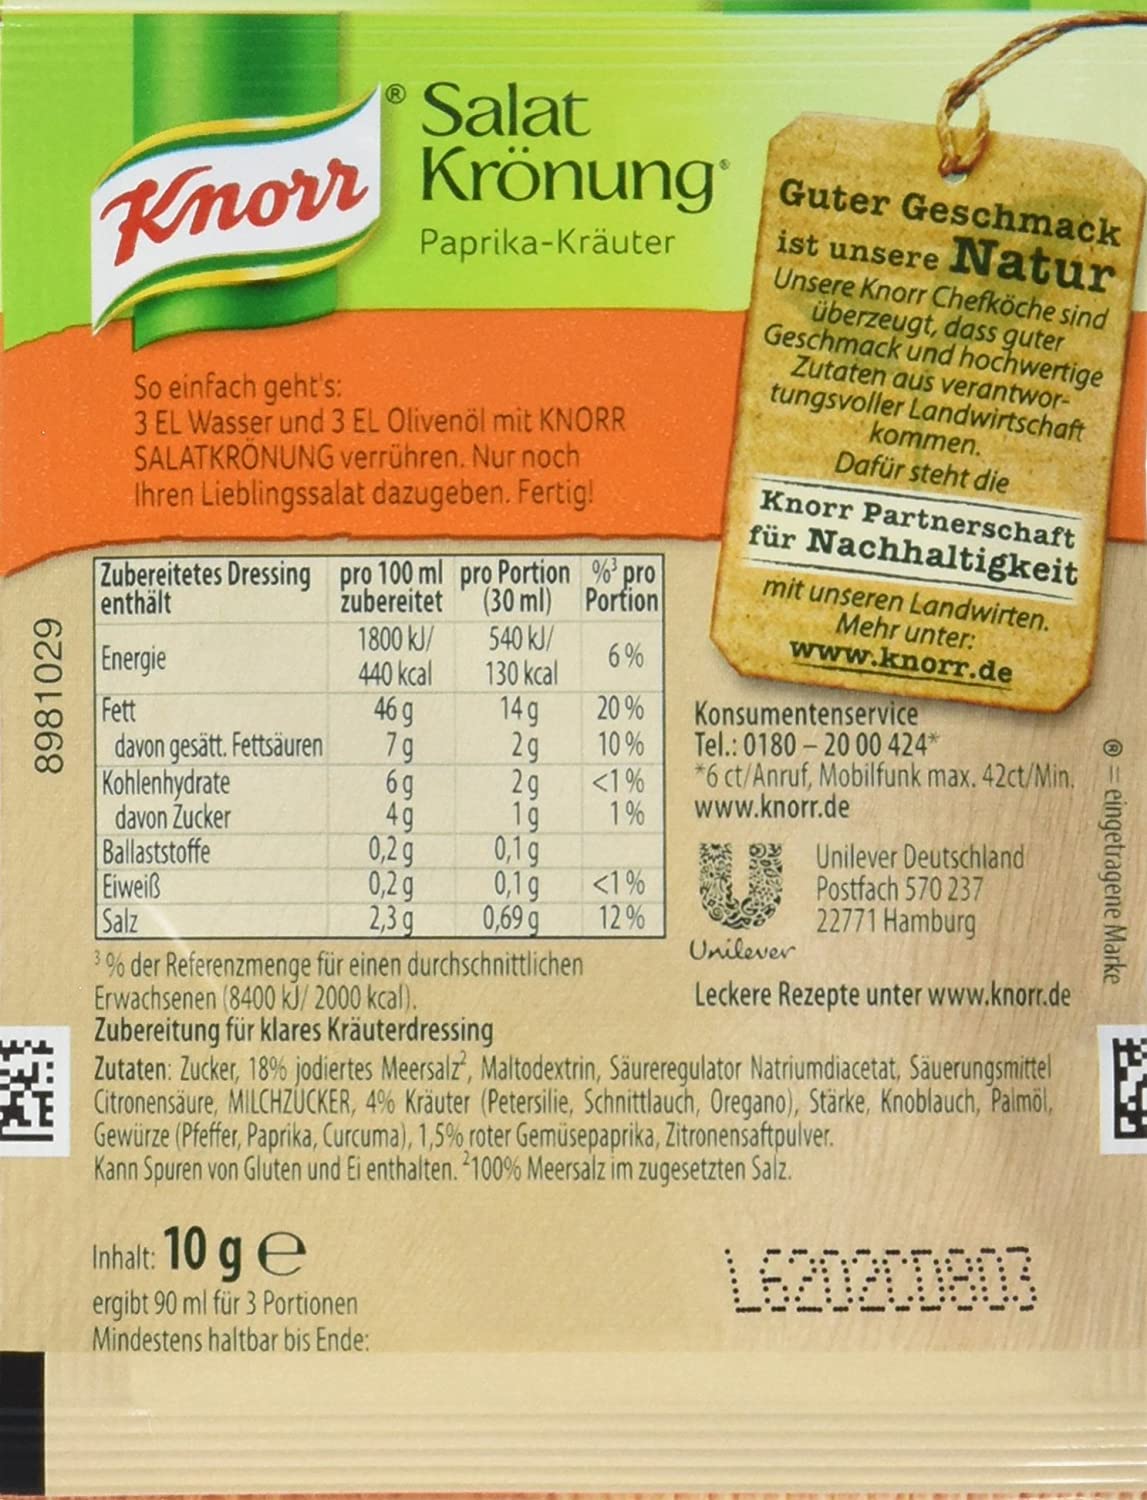 Knorr®
Salat
Krönung®
Paprika-Kräuter
Guter Geschmack
ist unsere Natur
Unsere Knorr Chefköche sind
überzeugt, dass guter
Geschmack und hochwertige
Zutaten aus verantwor-
tungsvoller Landwirtschaft
kommen.
Dafür steht die
Knorr Partnerschaft
für Nachhaltigkeit
mit unseren Landwirten.
Mehr unter:
www.knorr.de
So einfach geht's:
3 EL Wasser und 3 EL Olivenöl mit KNORR
SALATKRÖNUNG verrühren. Nur noch
Ihren Lieblingssalat dazugeben. Fertig!
8981029
Zubereitetes Dressing pro 100 ml pro Portion %³ pro
enthält zubereitet (30 ml) Portion
Energie 1800 kJ/ 540 kJ/ 6%
440 kcal 130 kcal
Fett 46 g 14 g 20%
davon gesätt. Fettsäuren 7 g 2 g 10%
Kohlenhydrate 6 g 2 g <1%
davon Zucker 4 g 1 g 1%
Ballaststoffe 0,2 g 0,1 g
Eiweiß 0,2 g 0,1 g <1%
Salz 2,3 g 0,69 g 12%
³ % der Referenzmenge für einen durchschnittlichen
Erwachsenen (8400 kJ/ 2000 kcal).
Konsumentenservice
Tel.: 0180 – 20 00 424*
*6 ct/Anruf, Mobilfunk max. 42ct/Min.
www.knorr.de
Unilever
Unilever Deutschland
Postfach 570 237
22771 Hamburg
Leckere Rezepte unter www.knorr.de
® = eingetragene Marke
Zubereitung für klares Kräuterdressing
Zutaten: Zucker, 18% jodiertes Meersalz², Maltodextrin, Säureregulator Natriumdiacetat, Säuerungsmittel
Citronensäure, MILCHZUCKER, 4% Kräuter (Petersilie, Schnittlauch, Oregano), Stärke, Knoblauch, Palmöl,
Gewürze (Pfeffer, Paprika, Curcuma), 1,5% roter Gemüsepaprika, Zitronensaftpulver.
Kann Spuren von Gluten und Ei enthalten. ²100% Meersalz im zugesetzten Salz.
Inhalt: 10 g e
ergibt 90 ml für 3 Portionen
Mindestens haltbar bis Ende: